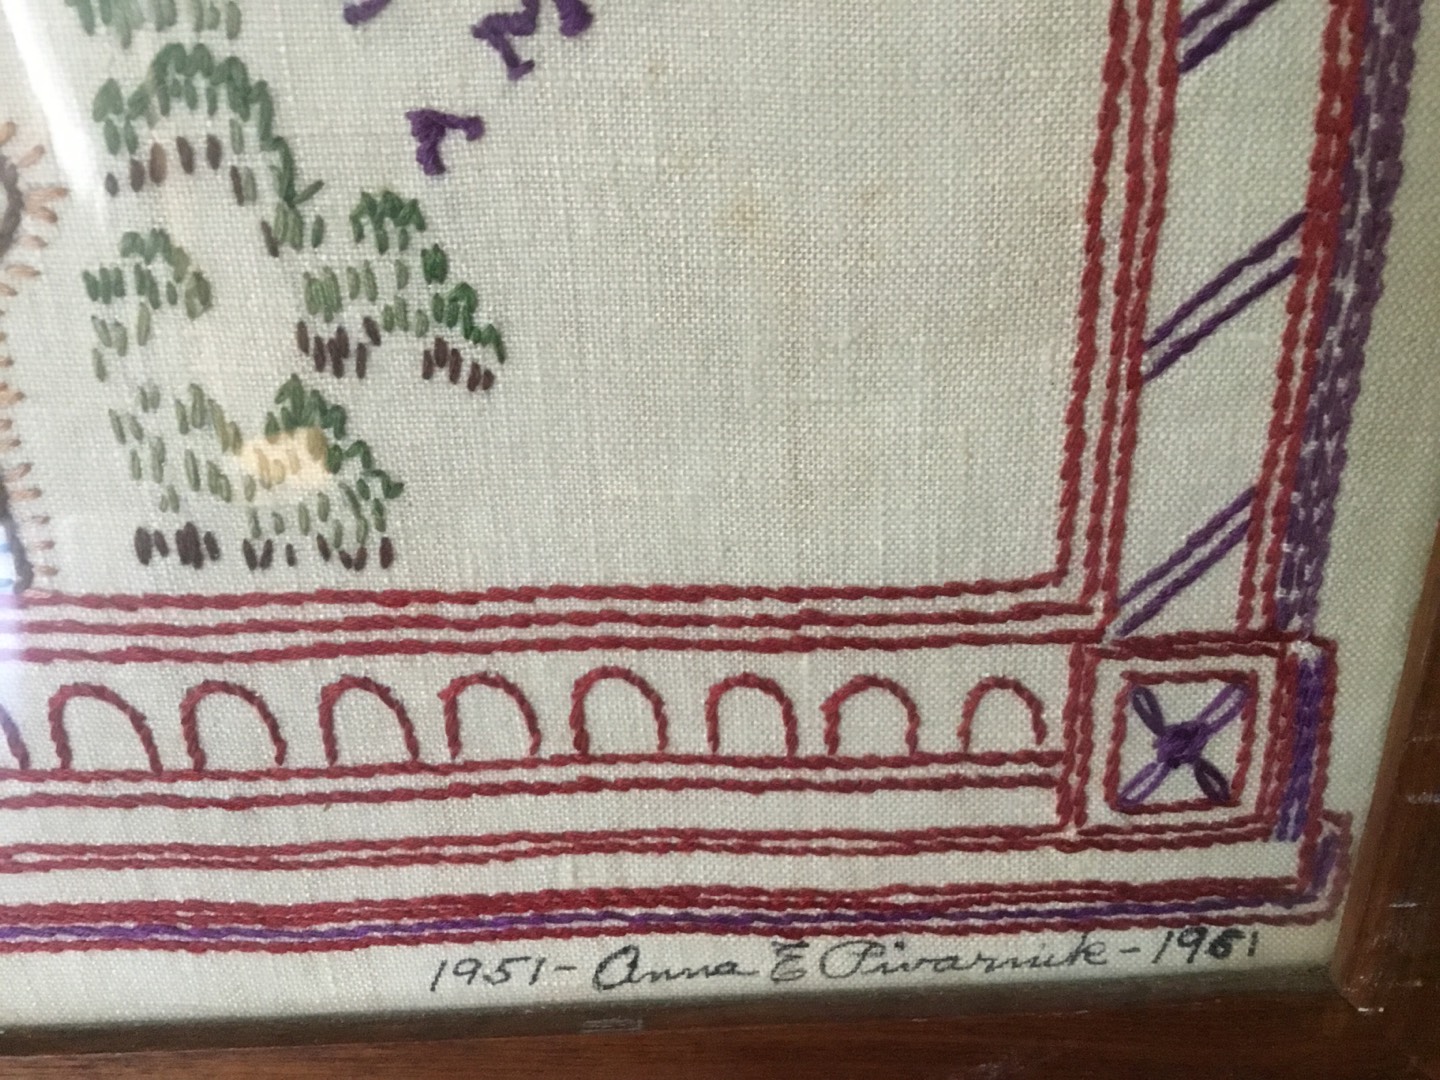 1951- Anna E Pivarnik - 1961